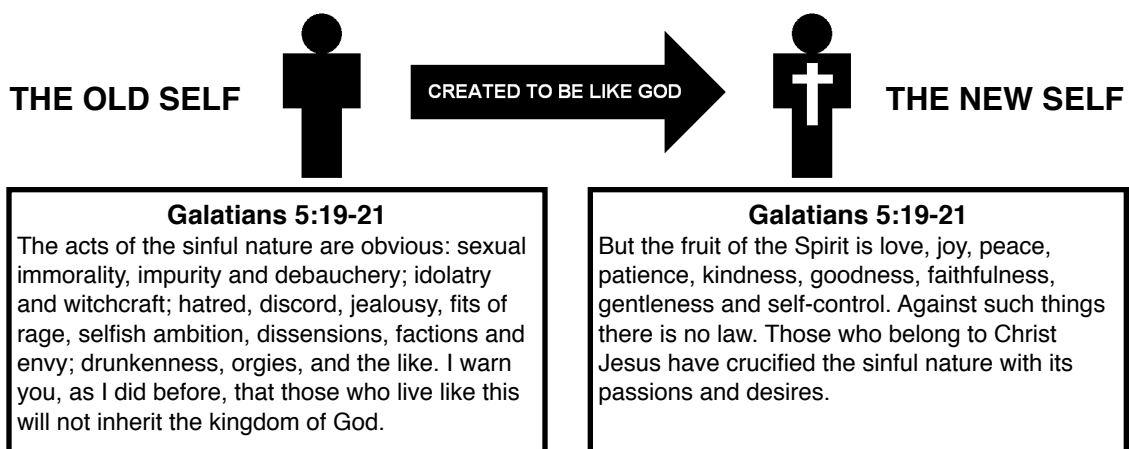 THE OLD SELF
CREATED TO BE LIKE GOD
THE NEW SELF
Galatians 5:19-21
The acts of the sinful nature are obvious: sexual
immorality, impurity and debauchery; idolatry
and witchcraft; hatred, discord, jealousy, fits of
rage, selfish ambition, dissensions, factions and
envy; drunkenness, orgies, and the like. I warn
you, as I did before, that those who live like this
will not inherit the kingdom of God.
Galatians 5:19-21
But the fruit of the Spirit is love, joy, peace,
patience, kindness, goodness, faithfulness,
gentleness and self-control. Against such things
there is no law. Those who belong to Christ
Jesus have crucified the sinful nature with its
passions and desires.